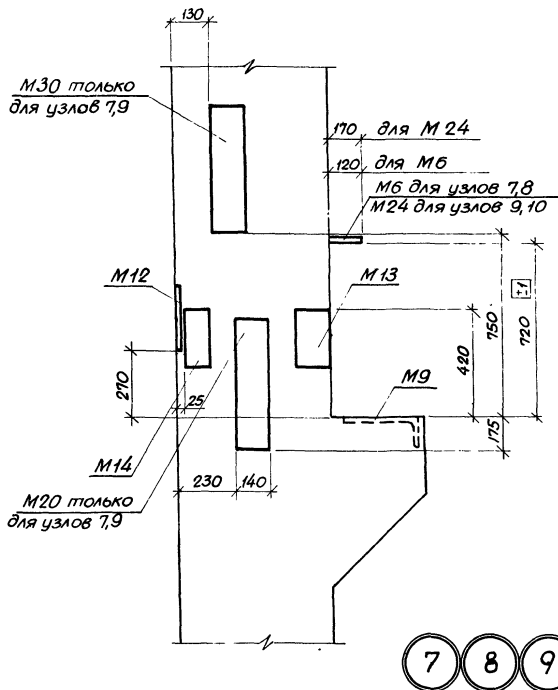 130
М30 только
для узлов 7,9
170 для М 24
120 для М6
М6 для узлов 7,8
М24 для узлов 9,10
М12
М13
±1
720
750
420
270
25
М9
175
М14
230 140
М20 только
для узлов 7,9
7 8 9